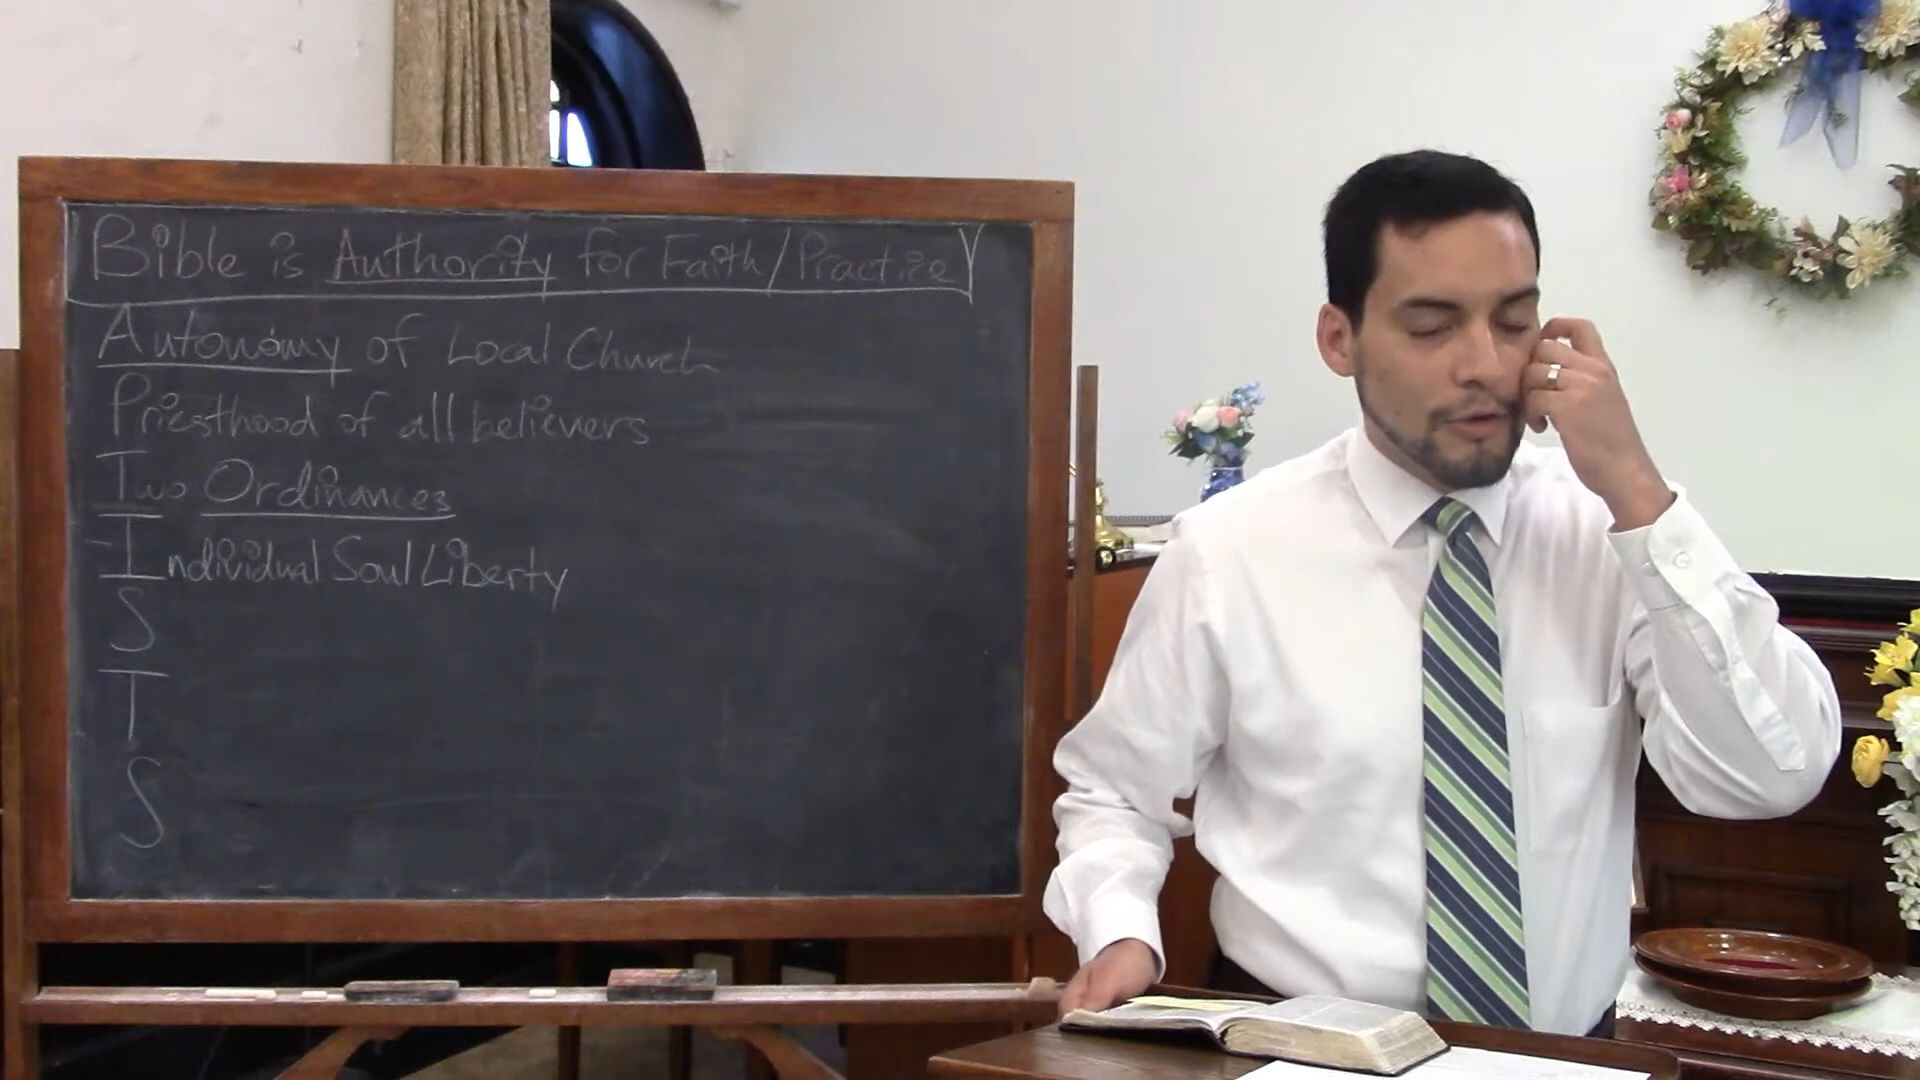 Bible is Authority for Faith/Practice
Autonomy of Local Church
Priesthood of all believers
Two Ordinances
Individual Soul Liberty
S
T
S